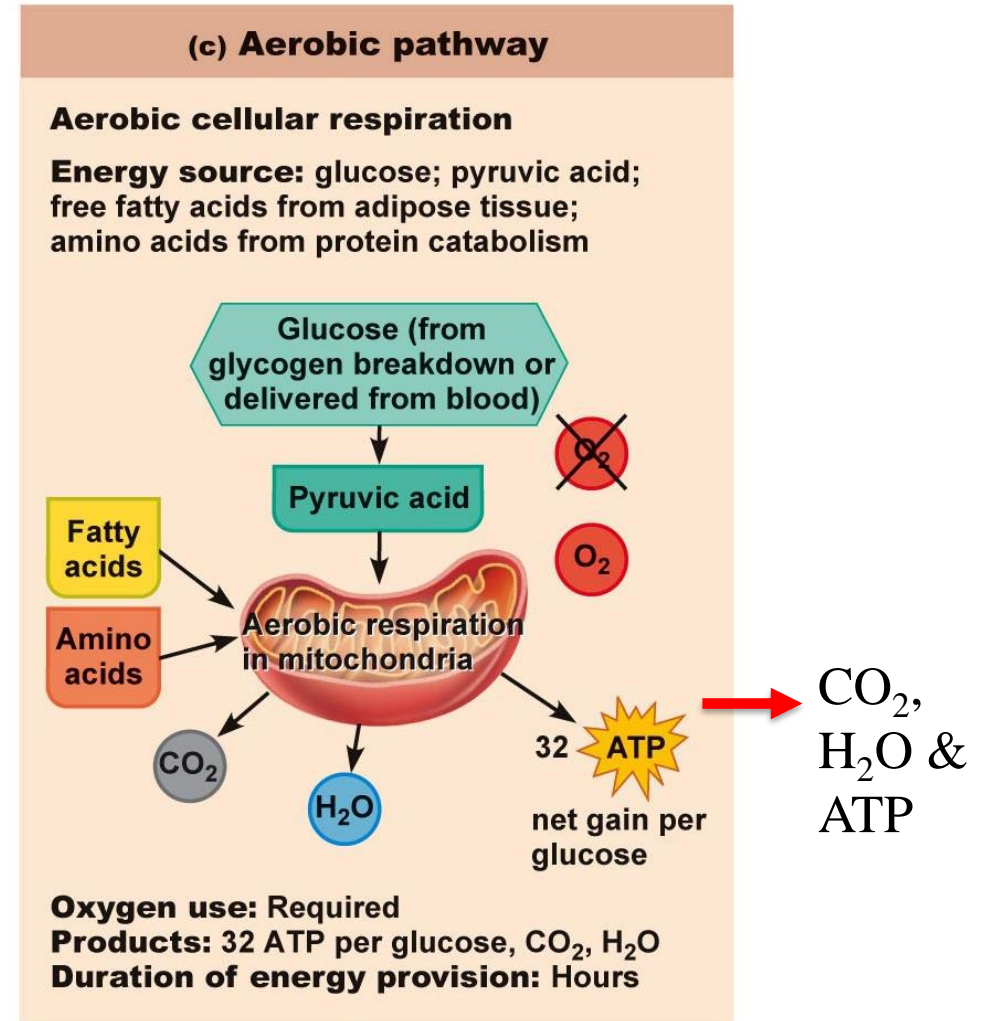 (c) Aerobic pathway
Aerobic cellular respiration
Energy source: glucose; pyruvic acid;
free fatty acids from adipose tissue;
amino acids from protein catabolism
Glucose (from
glycogen breakdown or
delivered from blood)
O₂
Pyruvic acid
Fatty
acids
O₂
Amino
acids
Aerobic respiration
in mitochondria
CO₂
H₂O
32 ATP
net gain per
glucose
CO₂,
H₂O &
ATP
Oxygen use: Required
Products: 32 ATP per glucose, CO₂, H₂O
Duration of energy provision: Hours